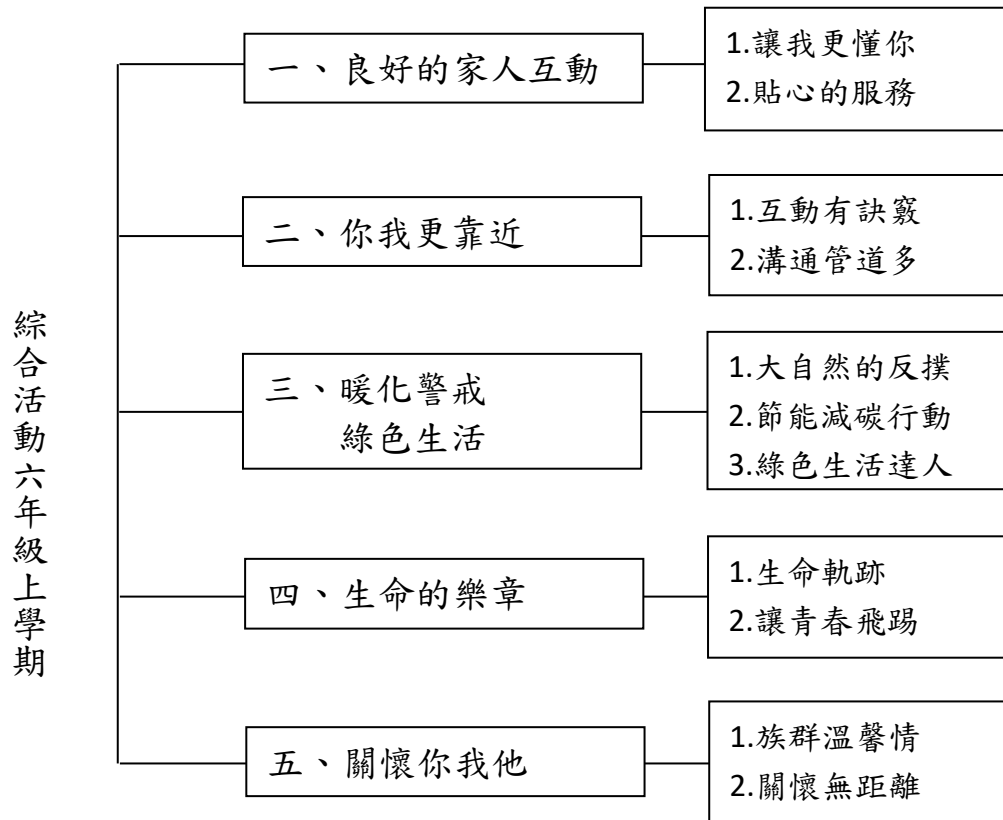 綜合活動六年級上學期
一、良好的家人互動
1.讓我更懂你
2.貼心的服務
二、你我更靠近
1.互動有訣竅
2.溝通管道多
三、暖化警戒
綠色生活
1.大自然的反撲
2.節能減碳行動
3.綠色生活達人
四、生命的樂章
1.生命軌跡
2.讓青春飛踢
五、關懷你我他
1.族群溫馨情
2.關懷無距離